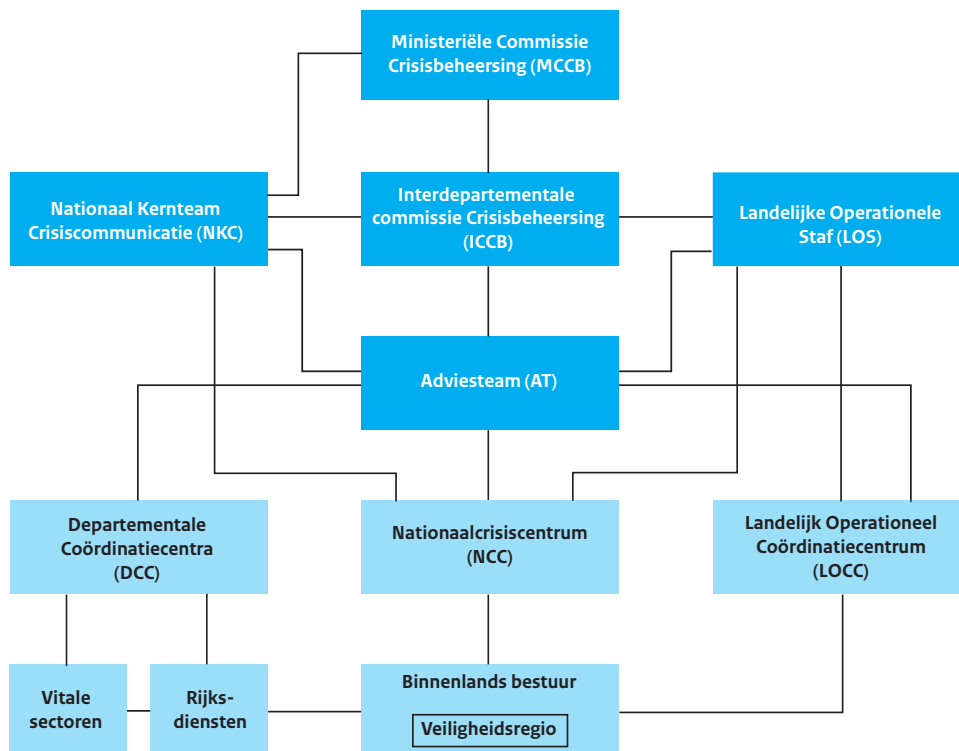 Ministeriële Commissie
Crisisbeheersing (MCCB)
Nationaal Kernteam
Crisiscommunicatie (NKC)
Interdepartementale
commissie Crisisbeheersing
(ICCB)
Landelijke Operationele
Staf (LOS)
Adviesteam (AT)
Departementale
Coördinatiecentra
(DCC)
Nationaalcrisiscentrum
(NCC)
Landelijk Operationeel
Coördinatiecentrum
(LOCC)
Vitale
sectoren
Rijks-
diensten
Binnenlands bestuur
Veiligheidsregio